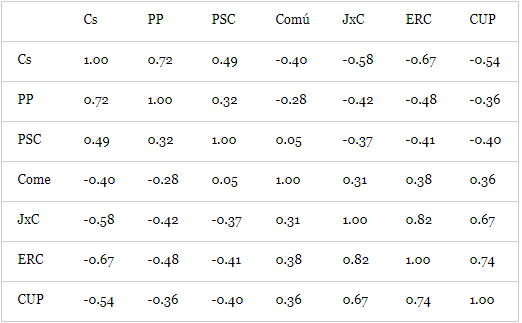 Cs PP PSC Comú JxC ERC CUP
Cs 1.00 0.72 0.49 -0.40 -0.58 -0.67 -0.54
PP 0.72 1.00 0.32 -0.28 -0.42 -0.48 -0.36
PSC 0.49 0.32 1.00 0.05 -0.37 -0.41 -0.40
Come -0.40 -0.28 0.05 1.00 0.31 0.38 0.36
JxC -0.58 -0.42 -0.37 0.31 1.00 0.82 0.67
ERC -0.67 -0.48 -0.41 0.38 0.82 1.00 0.74
CUP -0.54 -0.36 -0.40 0.36 0.67 0.74 1.00